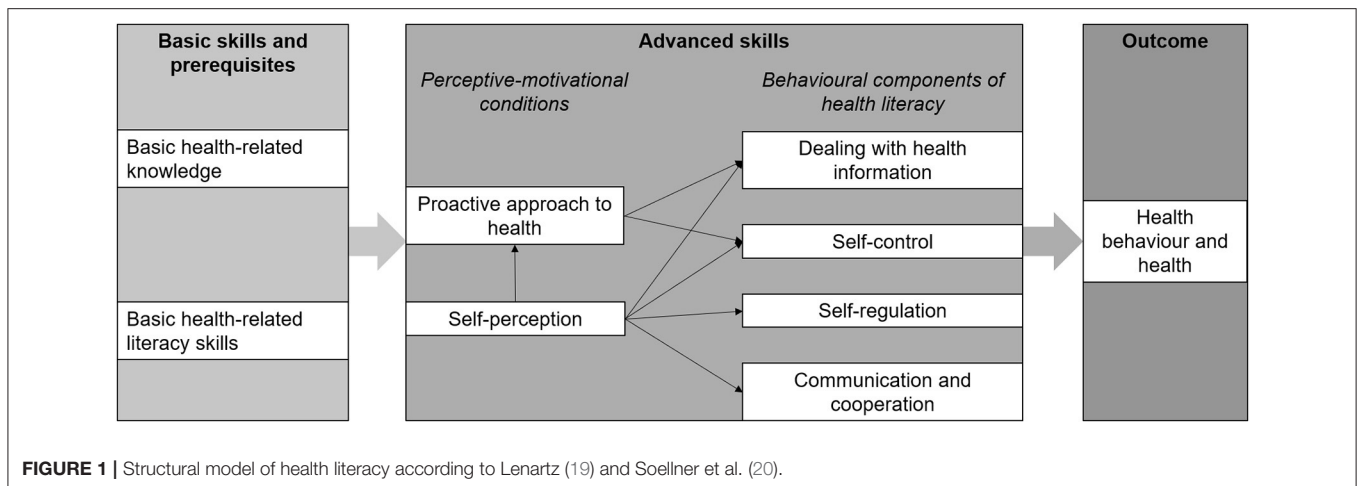 Basic skills and
prerequisites
Basic health-related
knowledge
Basic health-related
literacy skills
Advanced skills
Perceptive-motivational
conditions
Proactive approach to
health
Self-perception
Behavioural components of
health literacy
Dealing with health
information
Self-control
Self-regulation
Communication and
cooperation
Outcome
Health
behaviour and
health
FIGURE 1 | Structural model of health literacy according to Lenartz (19) and Soellner et al. (20).